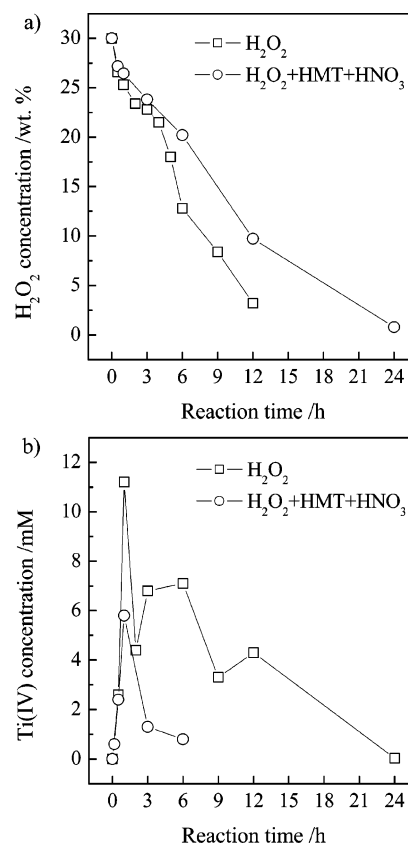 a)
30
25
20
15
10
5
0
H₂O₂ concentration /wt. %
H₂O₂
H₂O₂+HMT+HNO₃
0 3 6 9 12 15 18 21 24
Reaction time /h
b)
12
10
8
6
4
2
0
Ti(IV) concentration /mM
H₂O₂
H₂O₂+HMT+HNO₃
0 3 6 9 12 15 18 21 24
Reaction time /h